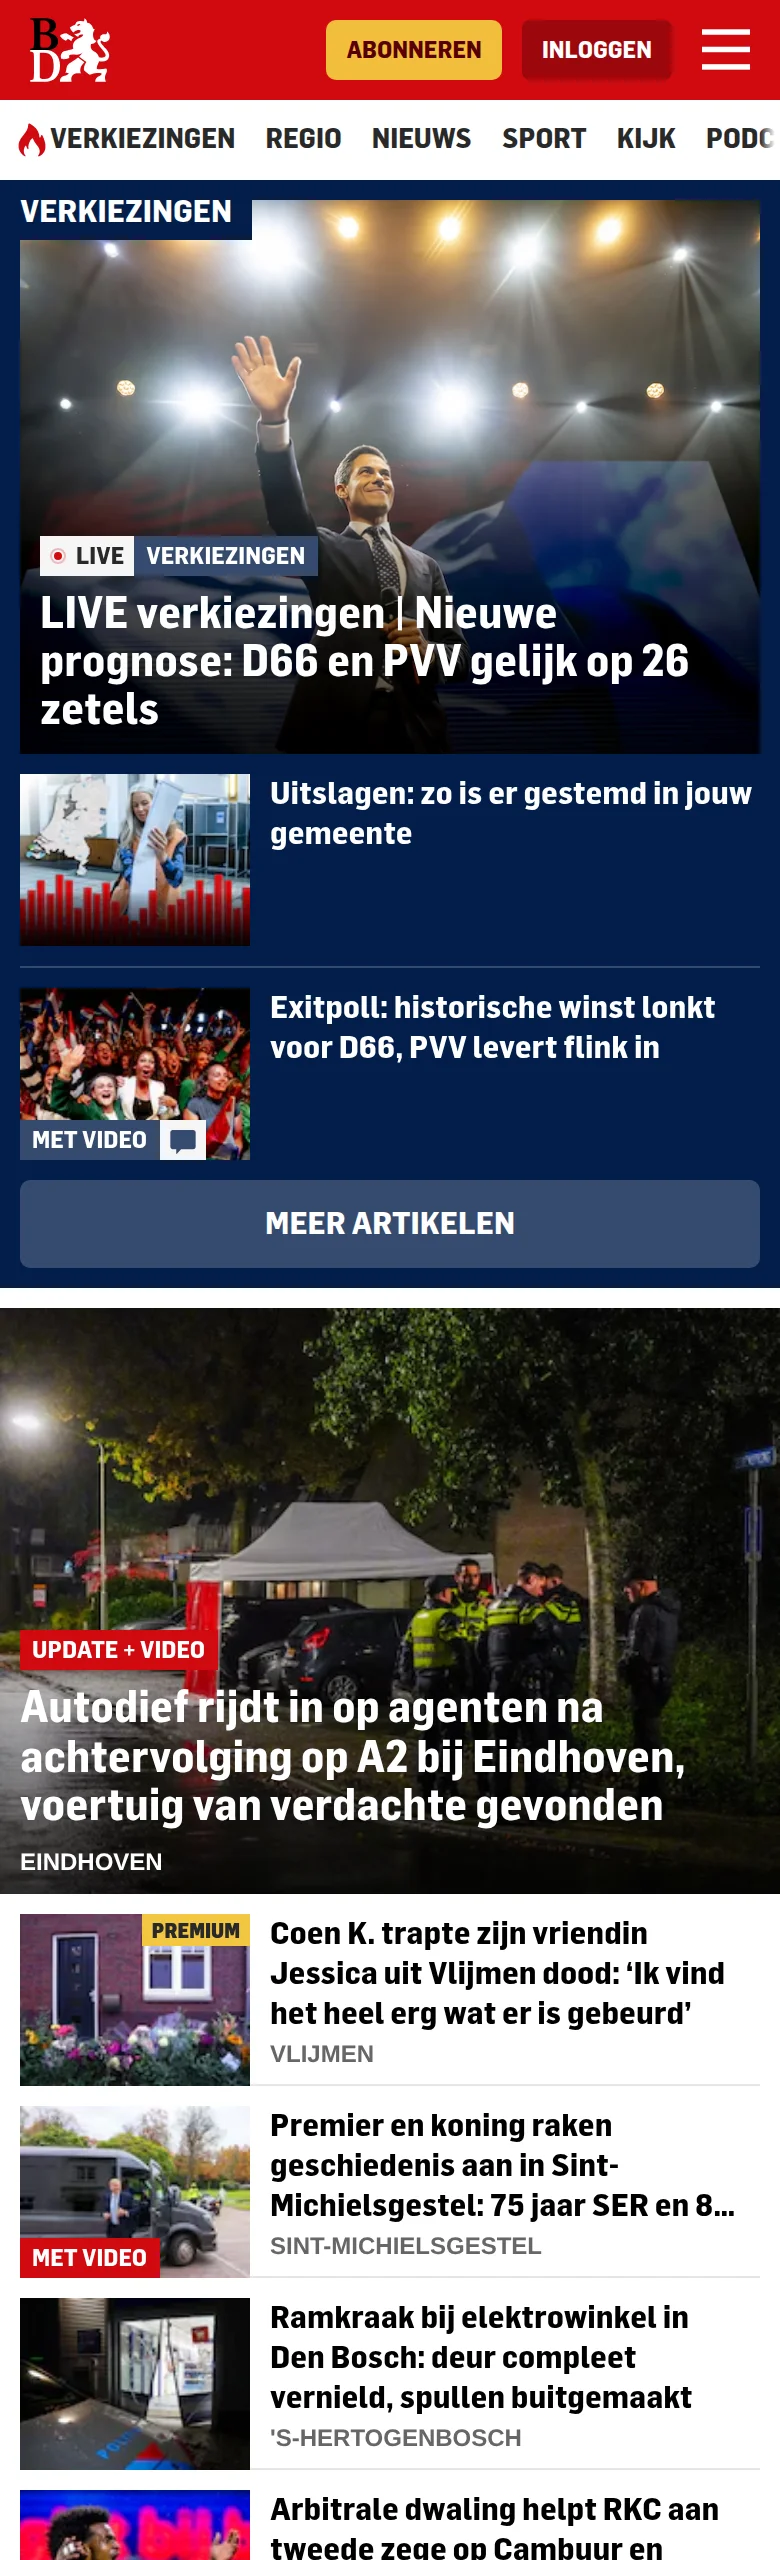 BD
ABONNEREN
INLOGGEN
VERKIEZINGEN
REGIO
NIEUWS
SPORT
KIJK
PODC
VERKIEZINGEN
LIVE
VERKIEZINGEN
LIVE verkiezingen | Nieuwe
prognose: D66 en PVV gelijk op 26
zetels
Uitslagen: zo is er gestemd in jouw
gemeente
Exitpoll: historische winst lonkt
voor D66, PVV levert flink in
MET VIDEO
MEER ARTIKELEN
UPDATE + VIDEO
Autodief rijdt in op agenten na
achtervolging op A2 bij Eindhoven,
voertuig van verdachte gevonden
EINDHOVEN
PREMIUM
Coen K. trapte zijn vriendin
Jessica uit Vlijmen dood: ‘Ik vind
het heel erg wat er is gebeurd’
VLIJMEN
Premier en koning raken
geschiedenis aan in Sint-
Michielsgestel: 75 jaar SER en 8...
MET VIDEO
SINT-MICHIELSGESTEL
Ramkraak bij elektrowinkel in
Den Bosch: deur compleet
vernield, spullen buitgemaakt
'S-HERTOGENBOSCH
Arbitrale dwaling helpt RKC aan
tweede zege op Cambuur en